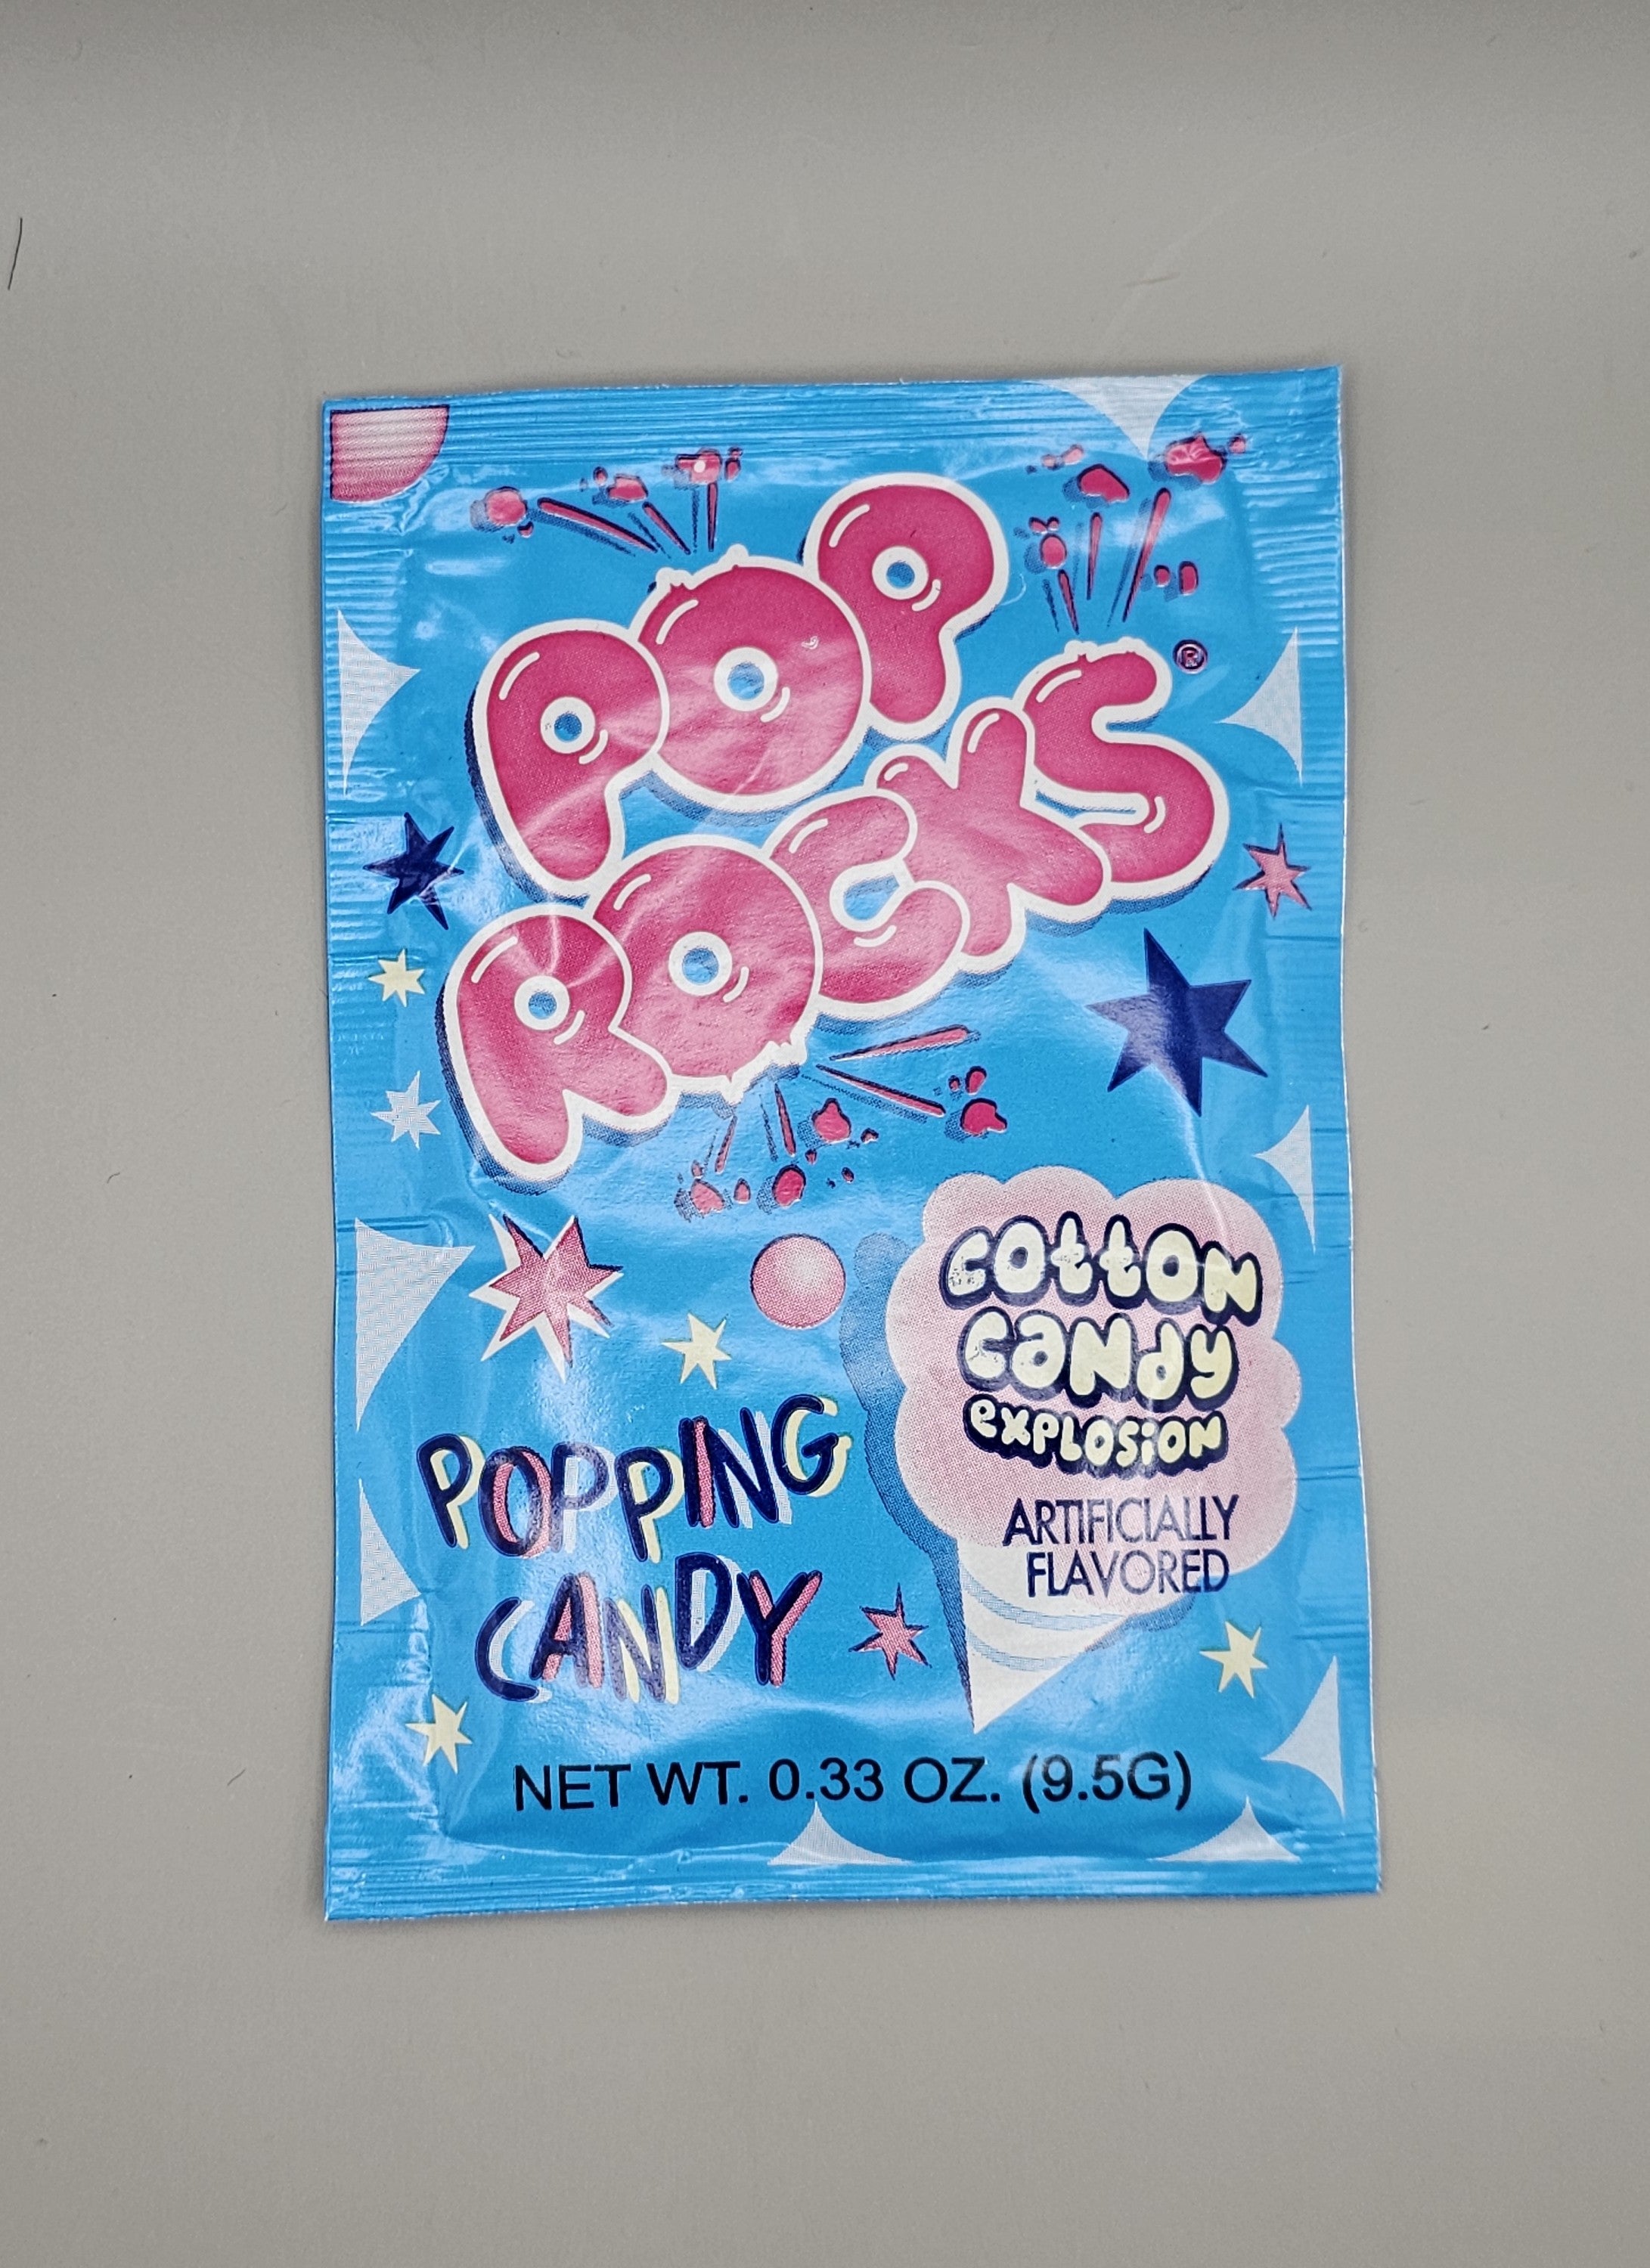 POP
ROCKS®
COTTON
CANDY
EXPLOSION
ARTIFICIALLY
FLAVORED
POPPING
CANDY
NET WT. 0.33 OZ. (9.5G)